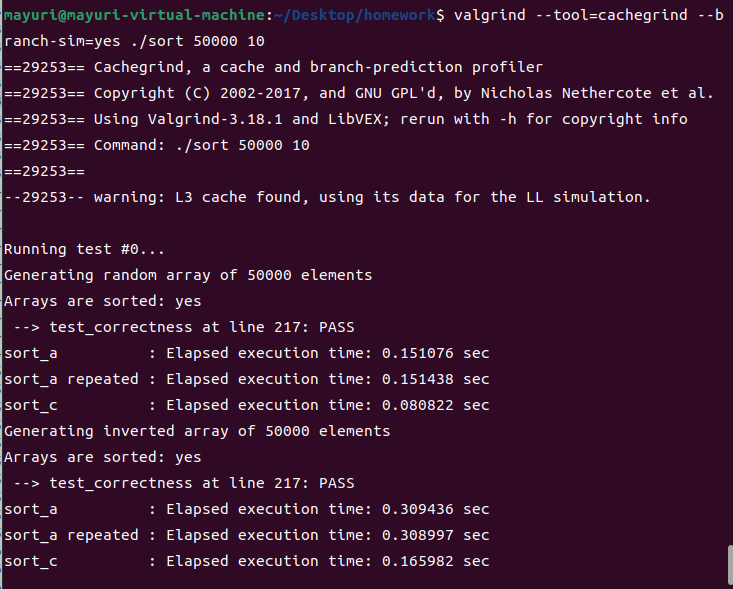 mayuri@mayuri-virtual-machine:~/Desktop/homework$ valgrind --tool=cachegrind --b
ranch-sim=yes ./sort 50000 10
==29253== Cachegrind, a cache and branch-prediction profiler
==29253== Copyright (C) 2002-2017, and GNU GPL'd, by Nicholas Nethercote et al.
==29253== Using Valgrind-3.18.1 and LibVEX; rerun with -h for copyright info
==29253== Command: ./sort 50000 10
==29253==
--29253-- warning: L3 cache found, using its data for the LL simulation.

Running test #0...
Generating random array of 50000 elements
Arrays are sorted: yes
 --> test_correctness at line 217: PASS
sort_a          : Elapsed execution time: 0.151076 sec
sort_a repeated : Elapsed execution time: 0.151438 sec
sort_c          : Elapsed execution time: 0.080822 sec
Generating inverted array of 50000 elements
Arrays are sorted: yes
 --> test_correctness at line 217: PASS
sort_a          : Elapsed execution time: 0.309436 sec
sort_a repeated : Elapsed execution time: 0.308997 sec
sort_c          : Elapsed execution time: 0.165982 sec